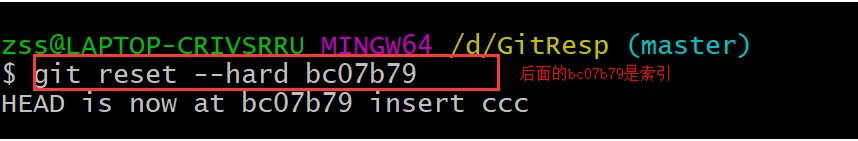 zss@LAPTOP-CRIVSRRU MINGW64 /d/GitResp (master)
$ git reset --hard bc07b79 后面的bc07b79是索引
HEAD is now at bc07b79 insert ccc